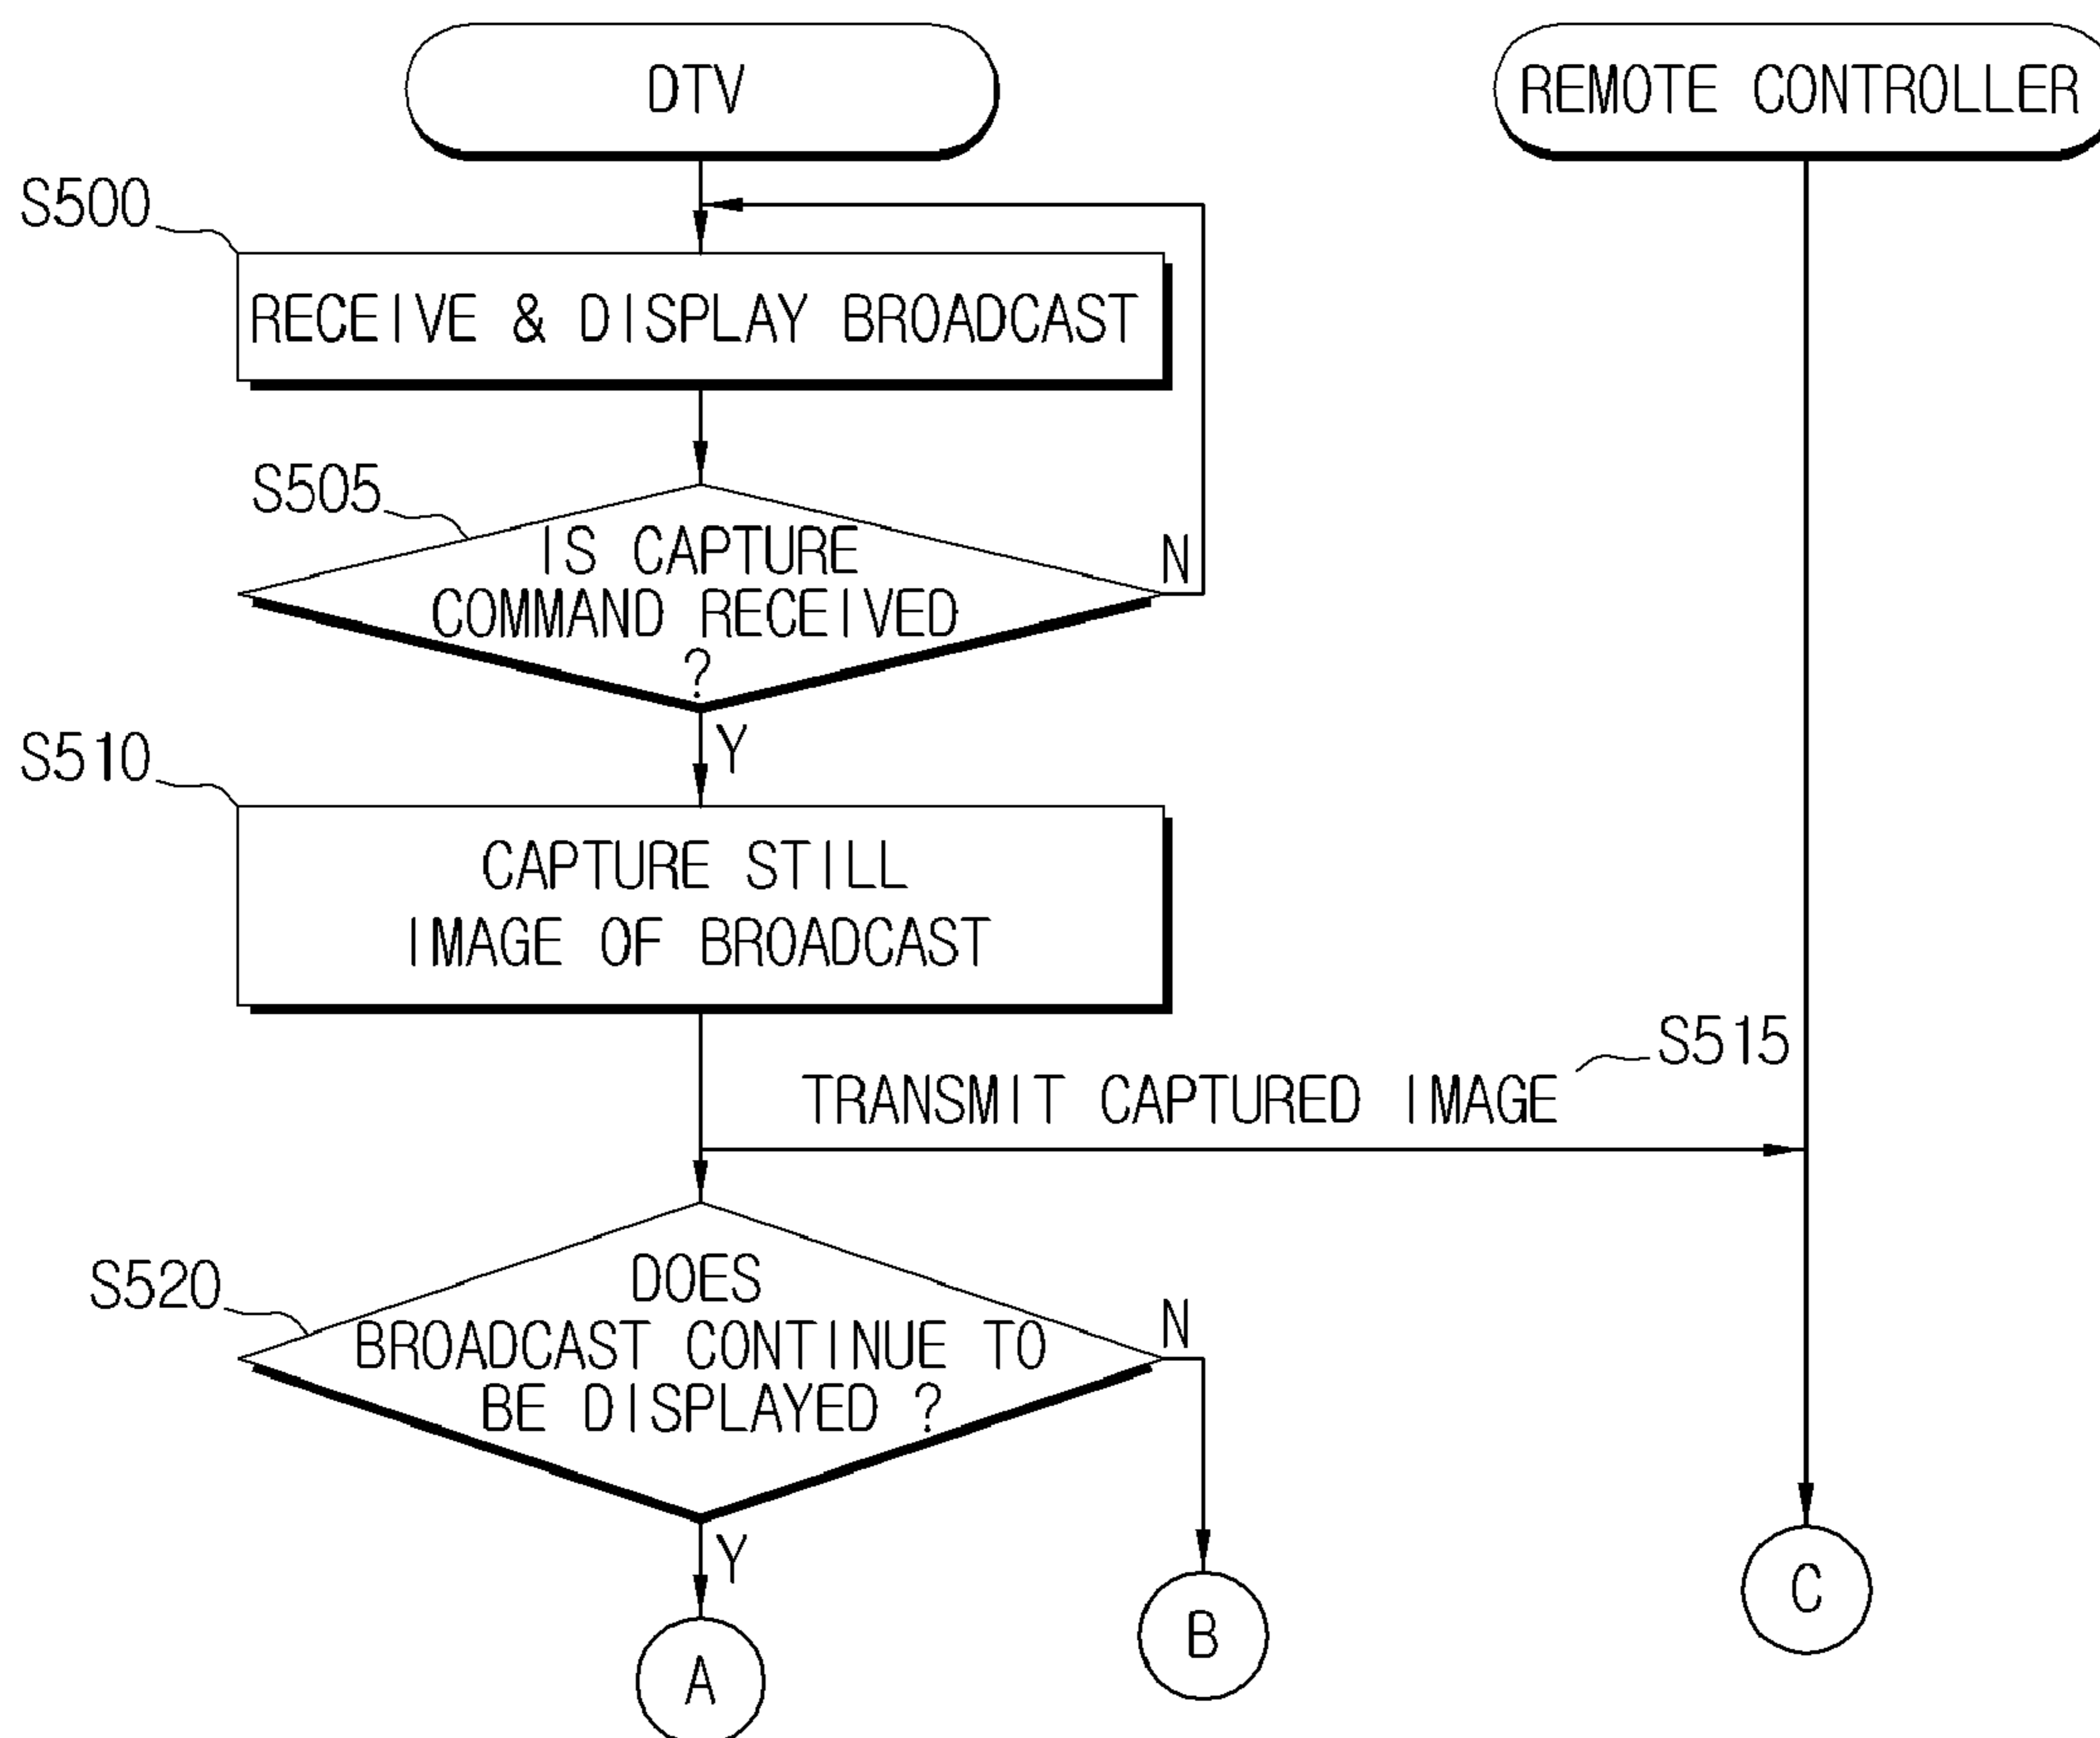 DTV
REMOTE CONTROLLER
S500
RECEIVE & DISPLAY BROADCAST
S505
IS CAPTURE
COMMAND RECEIVED
?
N
Y
S510
CAPTURE STILL
IMAGE OF BROADCAST
S515
TRANSMIT CAPTURED IMAGE
S520
DOES
BROADCAST CONTINUE TO
BE DISPLAYED ?
N
Y
A
B
C